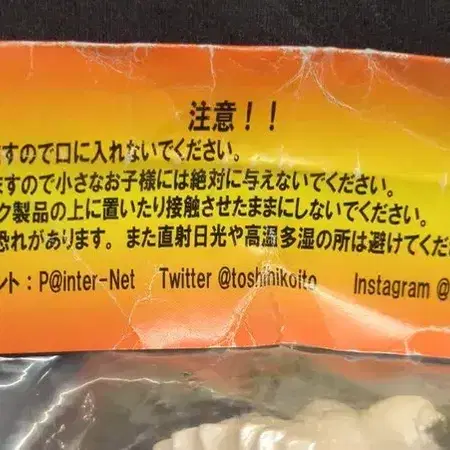 注意！！
すので口に入れないでください。
ますので小さなお子様には絶対に与えないでください。
ク製品の上に置いたり接触させたままにしないでください。
恐れがあります。また直射日光や高温多湿の所は避けてくだ
ント：P@inter-Net Twitter @toshihikoito Instagram @